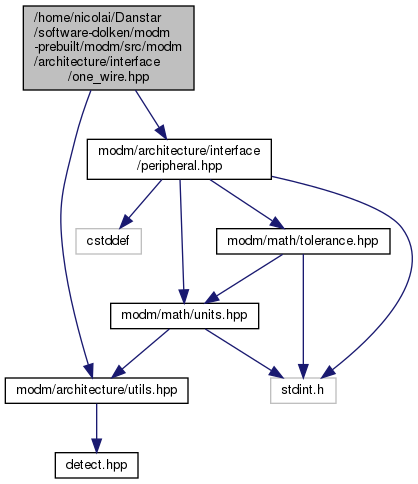 /home/nicolai/Danstar
/software-dolken/modm
-prebuilt/modm/src/modm
/architecture/interface
/one_wire.hpp
modm/architecture/interface
/peripheral.hpp
cstddef
modm/math/tolerance.hpp
modm/math/units.hpp
modm/architecture/utils.hpp
stdint.h
detect.hpp